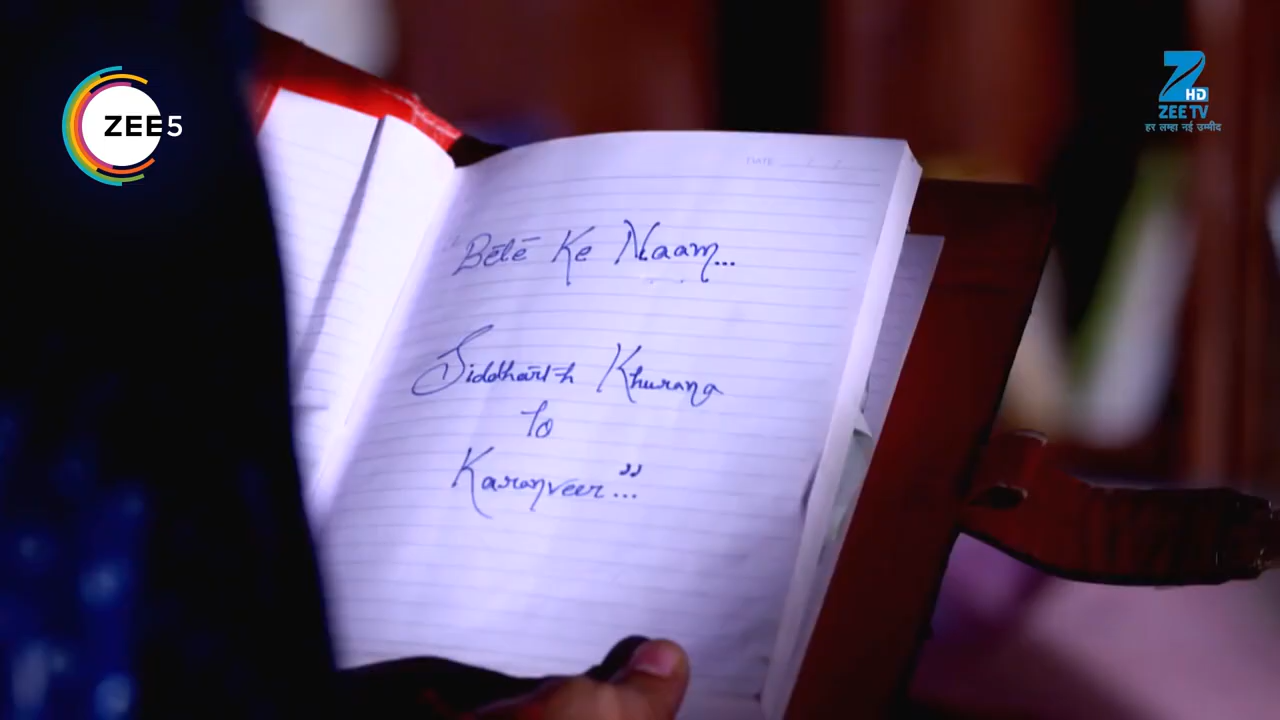 ZEE5
Z HD
ZEE TV
हर लम्हा नई उम्मीद
DATE
"Bete Ke Naam...
Siddharth Khurana
To
Karanveer"...